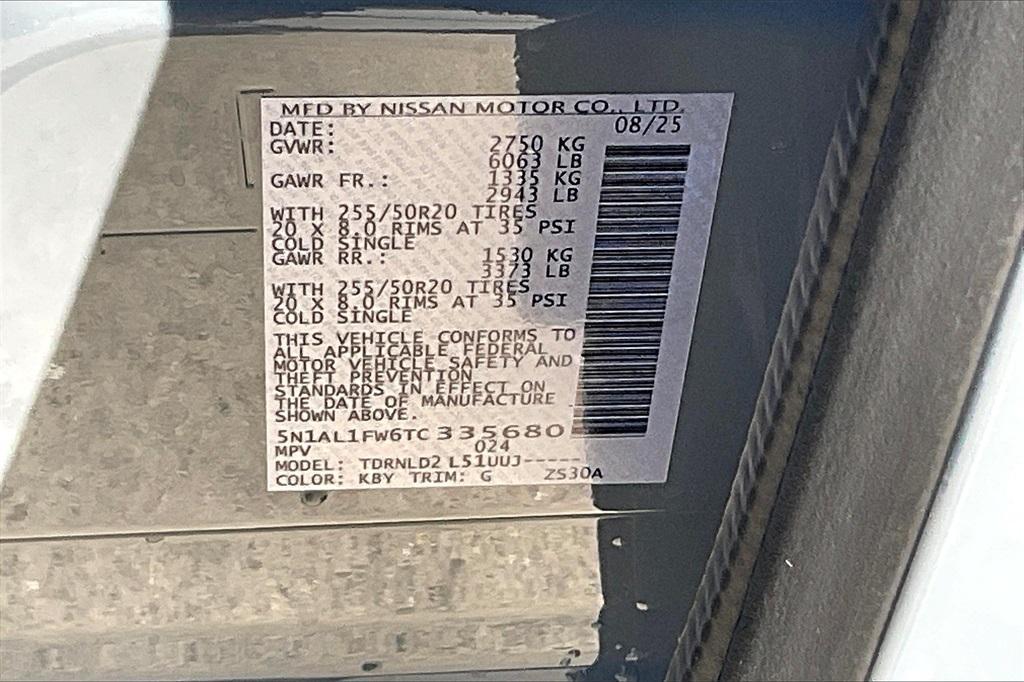 MFD BY NISSAN MOTOR CO., LTD.
DATE: 08/25
GVWR: 2750 KG
6063 LB
GAWR FR.: 1335 KG
2943 LB
WITH 255/50R20 TIRES
20 X 8.0 RIMS AT 35 PSI
COLD SINGLE
GAWR RR.: 1530 KG
3373 LB
WITH 255/50R20 TIRES
20 X 8.0 RIMS AT 35 PSI
COLD SINGLE
THIS VEHICLE CONFORMS TO
ALL APPLICABLE FEDERAL
MOTOR VEHICLE SAFETY AND
THEFT PREVENTION
STANDARDS IN EFFECT ON
THE DATE OF MANUFACTURE
SHOWN ABOVE.
5N1AL1FW6TC335680
MPV 024
MODEL: TDRNLD2 L51UUJ-----
COLOR: KBY TRIM: G ZS30A